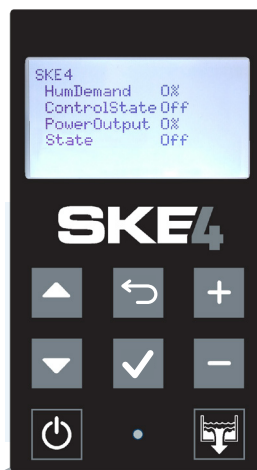 SKE4
HumDemand 0%
ControlState Off
PowerOutput 0%
State Off
SKE4